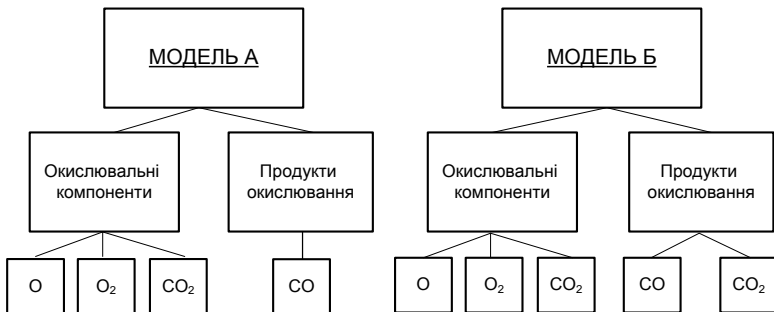 МОДЕЛЬ А
МОДЕЛЬ Б
Окислювальні
компоненти
Продукти
окислювання
Окислювальні
компоненти
Продукти
окислювання
O
O₂
CO₂
CO
O
O₂
CO₂
CO
CO₂